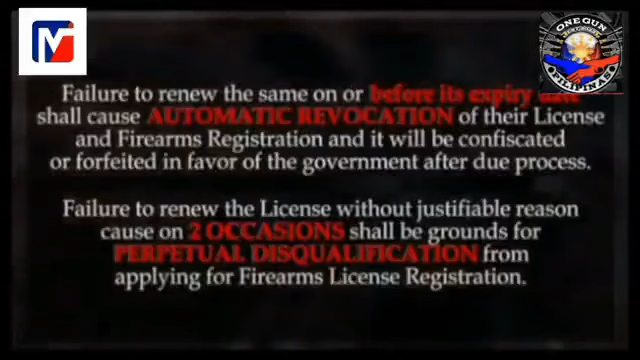 M
ONE GUN
PILIPINAS
Failure to renew the same on or before its expiry date
shall cause AUTOMATIC REVOCATION of their License
and Firearms Registration and it will be confiscated
or forfeited in favor of the government after due process.
Failure to renew the License without justifiable reason
cause on 2 OCCASIONS shall be grounds for
PERPETUAL DISQUALIFICATION from
applying for Firearms License Registration.